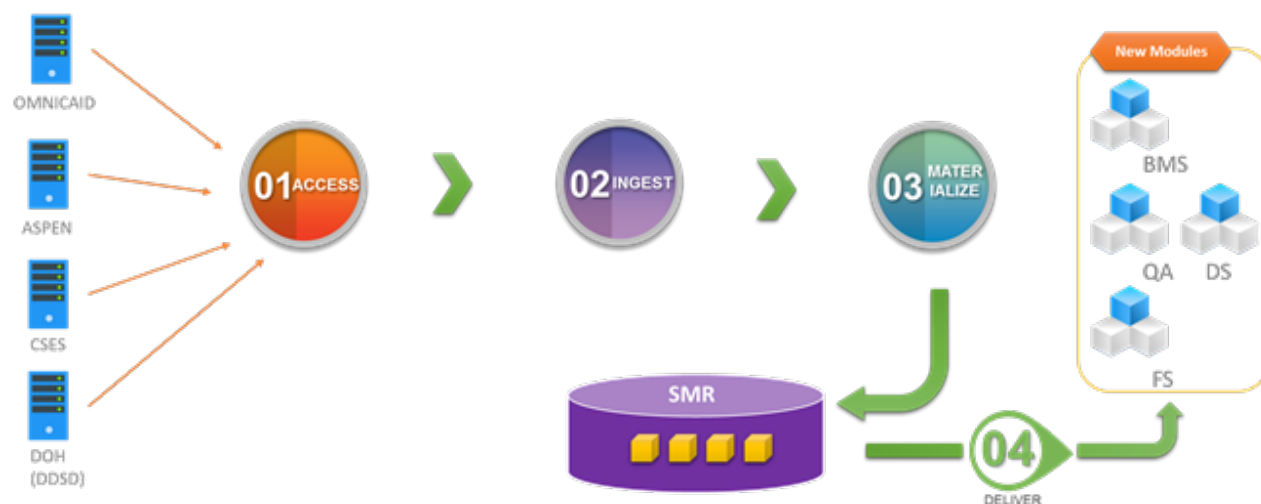 OMNICAID
ASPEN
CSES
DOH
(DDSD)
01 ACCESS
02 INGEST
03 MATER
IALIZE
SMR
04
DELIVER
New Modules
BMS
QA DS
FS